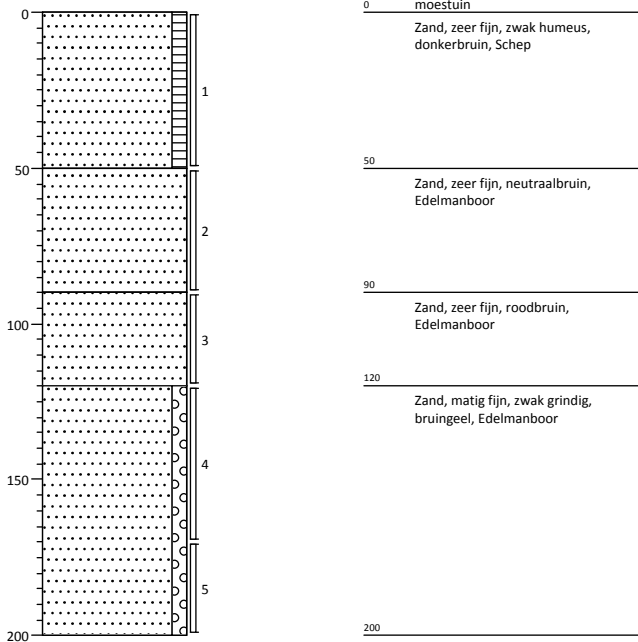 0
50
100
150
200
1
2
3
4
5
0
moestuin
Zand, zeer fijn, zwak humeus,
donkerbruin, Schep
50
Zand, zeer fijn, neutraalbruin,
Edelmanboor
90
Zand, zeer fijn, roodbruin,
Edelmanboor
120
Zand, matig fijn, zwak grindig,
bruingeel, Edelmanboor
200